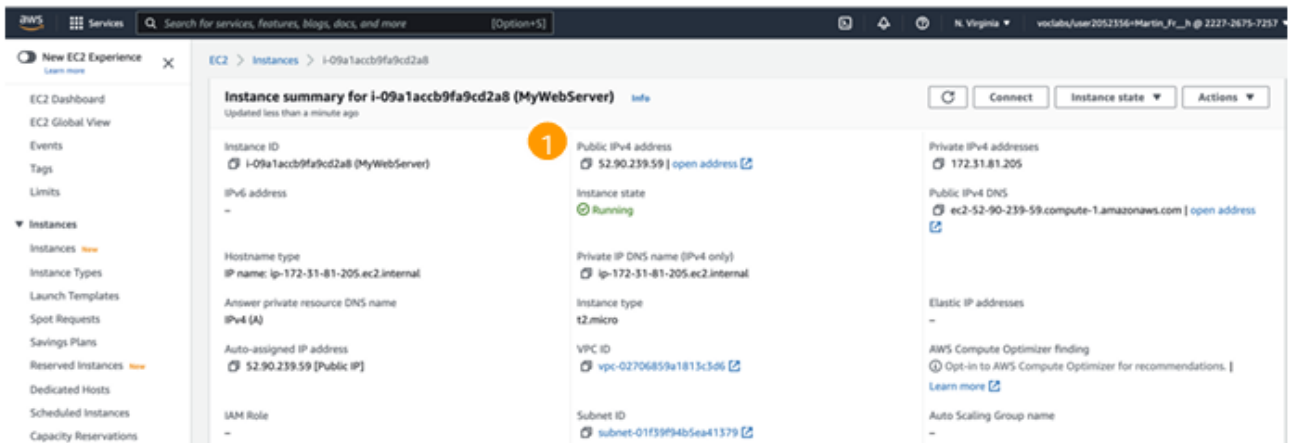 aws
Services
Search for services, features, blogs, docs, and more
[Option+S]
N. Virginia
voclabs/user2052356=Martin_Fr__h @ 2227-2675-7257
New EC2 Experience
Learn more
EC2 Dashboard
EC2 Global View
Events
Tags
Limits
Instances
Instances New
Instance Types
Launch Templates
Spot Requests
Savings Plans
Reserved Instances New
Dedicated Hosts
Scheduled Instances
Capacity Reservations
EC2 > Instances > i-09a1accb9fa9cd2a8
Instance summary for i-09a1accb9fa9cd2a8 (MyWebServer) Info
Updated less than a minute ago
Connect
Instance state
Actions
Instance ID
i-09a1accb9fa9cd2a8 (MyWebServer)
1
Public IPv4 address
52.90.239.59 | open address
Private IPv4 addresses
172.31.81.205
IPv6 address
–
Instance state
Running
Public IPv4 DNS
ec2-52-90-239-59.compute-1.amazonaws.com | open address
Hostname type
IP name: ip-172-31-81-205.ec2.internal
Private IP DNS name (IPv4 only)
ip-172-31-81-205.ec2.internal
Answer private resource DNS name
IPv4 (A)
Instance type
t2.micro
Elastic IP addresses
–
Auto-assigned IP address
52.90.239.59 [Public IP]
VPC ID
vpc-02706859a1813c3d6
AWS Compute Optimizer finding
Opt-in to AWS Compute Optimizer for recommendations. |
Learn more
IAM Role
–
Subnet ID
subnet-01f39f94b5ea41379
Auto Scaling Group name
–